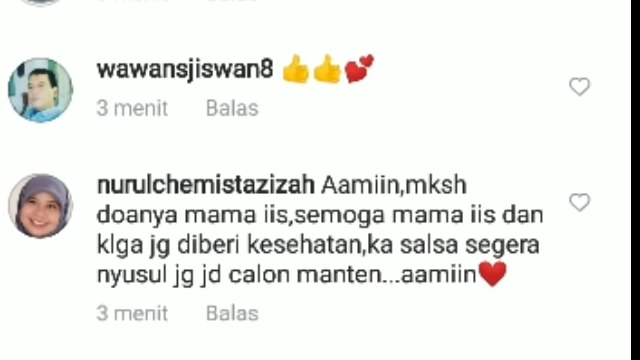 wawansjiswan8 👍👍💕
3 menit Balas
nurulchemistazizah Aamiin,mksh
doanya mama iis,semoga mama iis dan
klga jg diberi kesehatan,ka salsa segera
nyusul jg jd calon manten...aamiin❤️
3 menit Balas